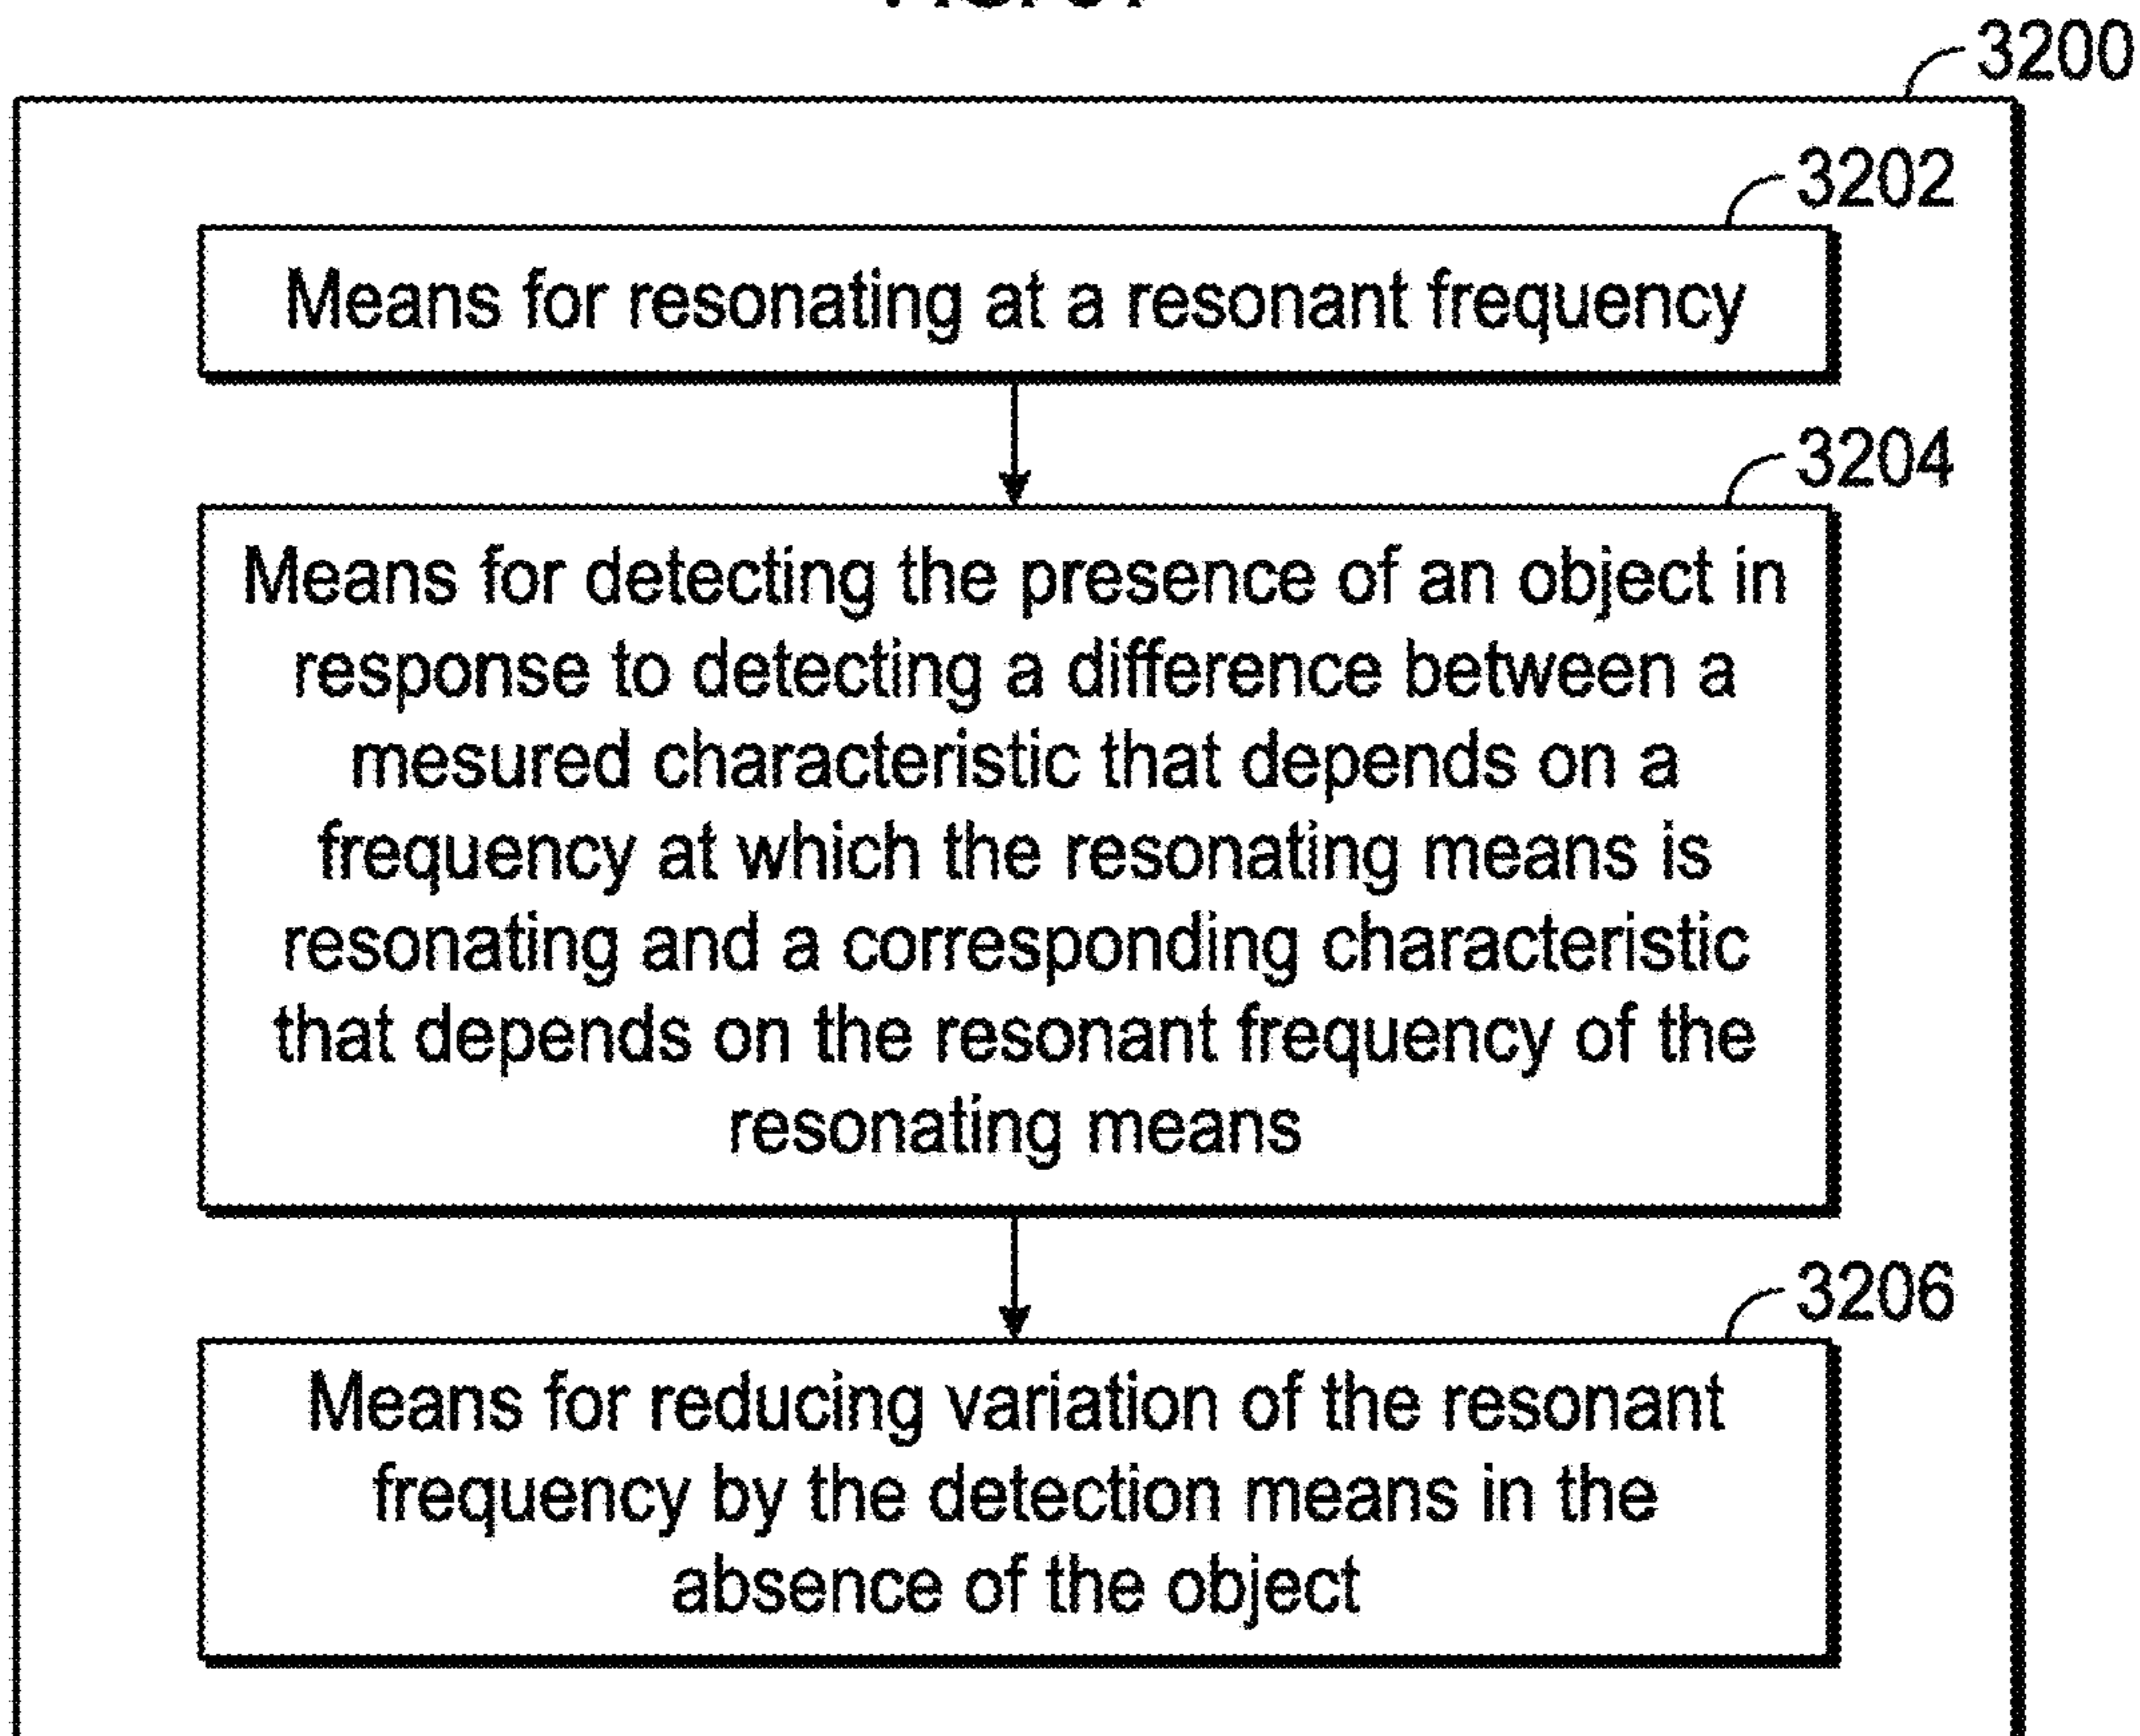 3200
3202
Means for resonating at a resonant frequency
3204
Means for detecting the presence of an object in
response to detecting a difference between a
mesured characteristic that depends on a
frequency at which the resonating means is
resonating and a corresponding characteristic
that depends on the resonant frequency of the
resonating means
3206
Means for reducing variation of the resonant
frequency by the detection means in the
absence of the object